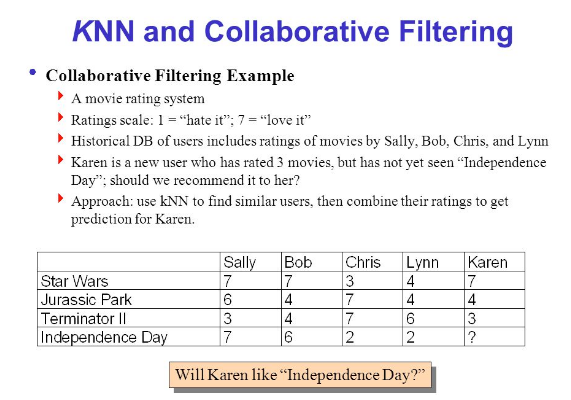 KNN and Collaborative Filtering
• Collaborative Filtering Example
A movie rating system
Ratings scale: 1 = “hate it”; 7 = “love it”
Historical DB of users includes ratings of movies by Sally, Bob, Chris, and Lynn
Karen is a new user who has rated 3 movies, but has not yet seen “Independence
Day”; should we recommend it to her?
Approach: use kNN to find similar users, then combine their ratings to get
prediction for Karen.
Sally Bob Chris Lynn Karen
Star Wars 7 7 3 4 7
Jurassic Park 6 4 7 4 4
Terminator II 3 4 7 6 3
Independence Day 7 6 2 2 ?
Will Karen like “Independence Day?”